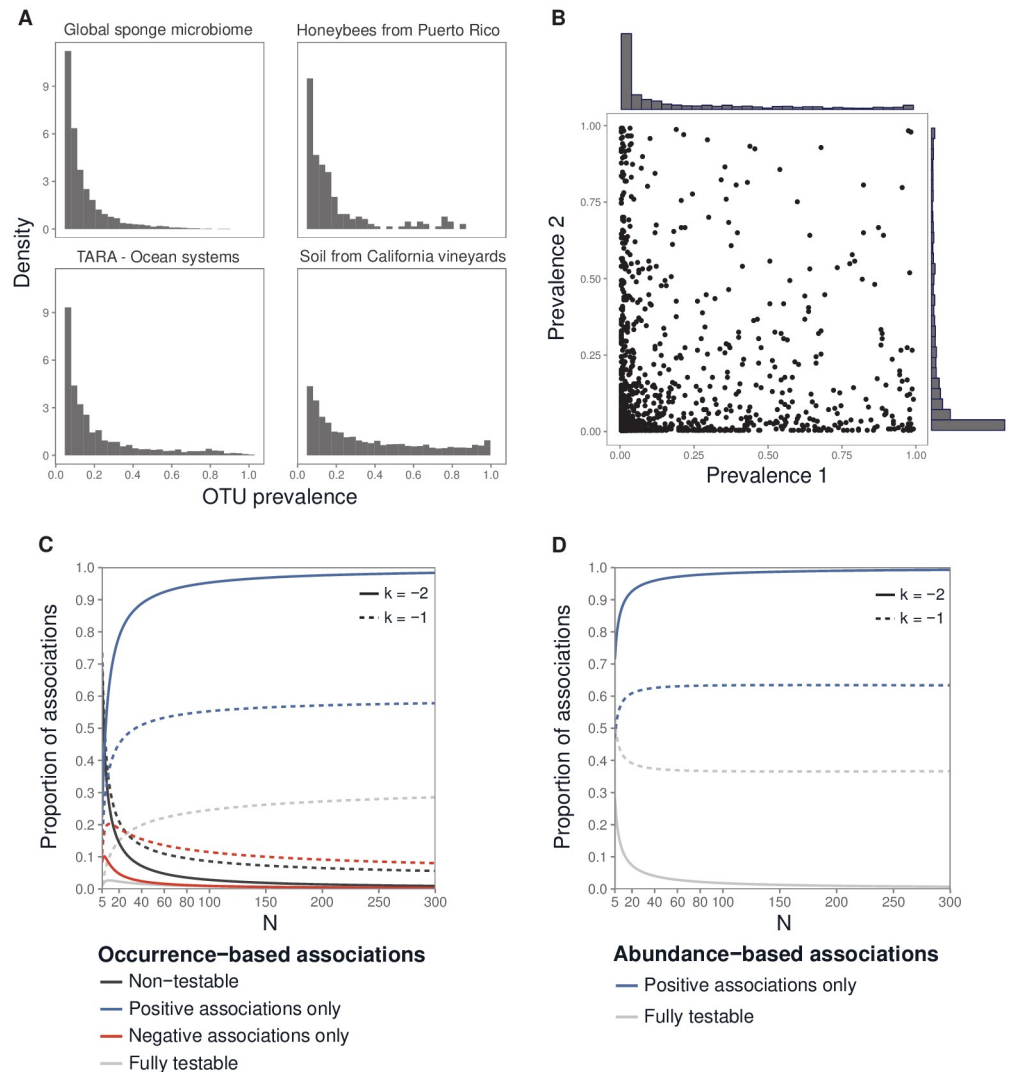 A
Global sponge microbiome
Honeybees from Puerto Rico
9
6
3
0
TARA - Ocean systems
Soil from California vineyards
9
6
3
0
0.0 0.2 0.4 0.6 0.8 1.0
0.0 0.2 0.4 0.6 0.8 1.0
Density
OTU prevalence
B
1.00
0.75
0.50
0.25
0.00
0.00 0.25 0.50 0.75 1.00
Prevalence 2
Prevalence 1
C
1.0
0.9
0.8
0.7
0.6
0.5
0.4
0.3
0.2
0.1
0.0
k = −2
k = −1
5 20 40 60 80 100 150 200 250 300
Proportion of associations
N
Occurrence−based associations
Non−testable
Positive associations only
Negative associations only
Fully testable
D
1.0
0.9
0.8
0.7
0.6
0.5
0.4
0.3
0.2
0.1
0.0
k = −2
k = −1
5 20 40 60 80 100 150 200 250 300
Proportion of associations
N
Abundance−based associations
Positive associations only
Fully testable